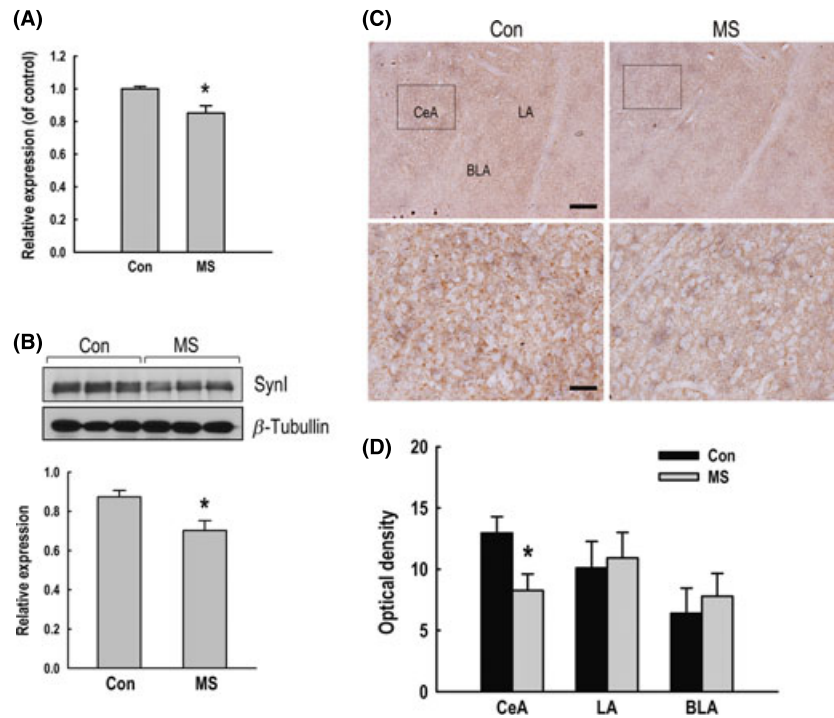 (A)
Relative expression (of control)
1.2
1.0
0.8
0.6
0.4
0.2
0.0
*
Con MS
(B)
Con MS
SynI
β-Tubullin
Relative expression
1.0
0.8
0.6
0.4
0.2
0.0
*
Con MS
(C)
Con MS
CeA LA
BLA
(D)
Optical density
20
15
10
5
0
Con
MS
*
CeA LA BLA